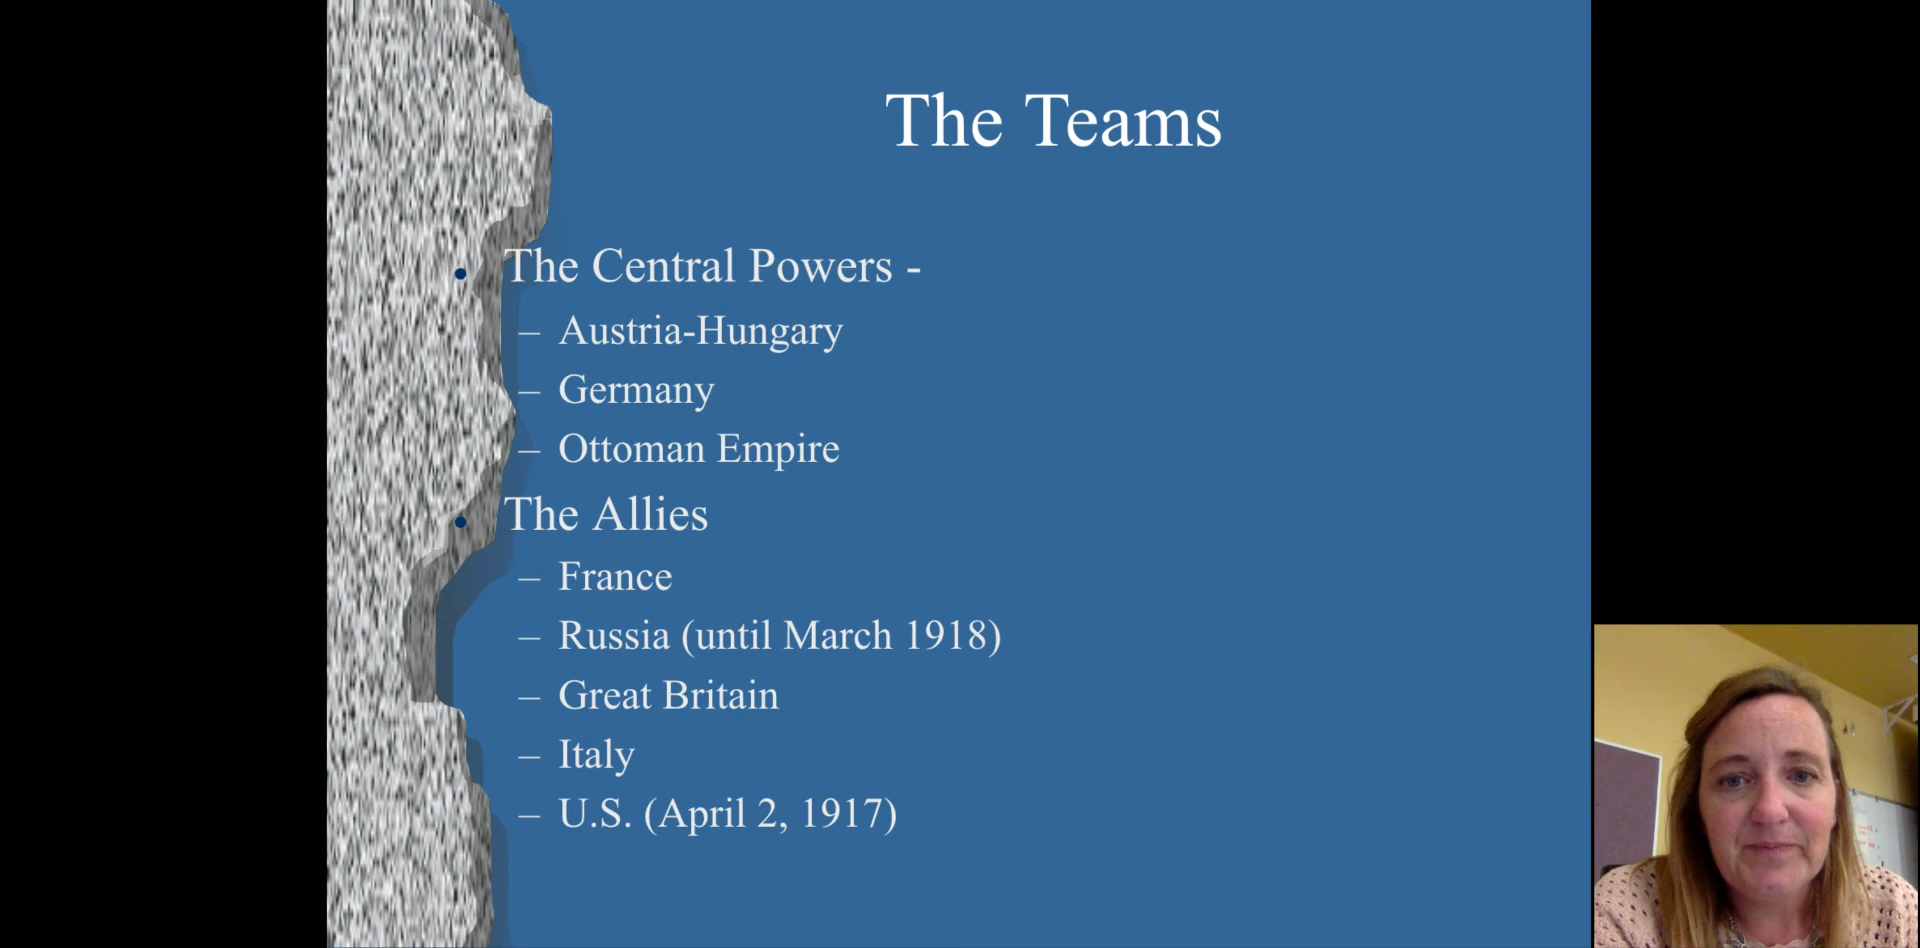 The Teams
• The Central Powers -
– Austria-Hungary
– Germany
– Ottoman Empire
• The Allies
– France
– Russia (until March 1918)
– Great Britain
– Italy
– U.S. (April 2, 1917)